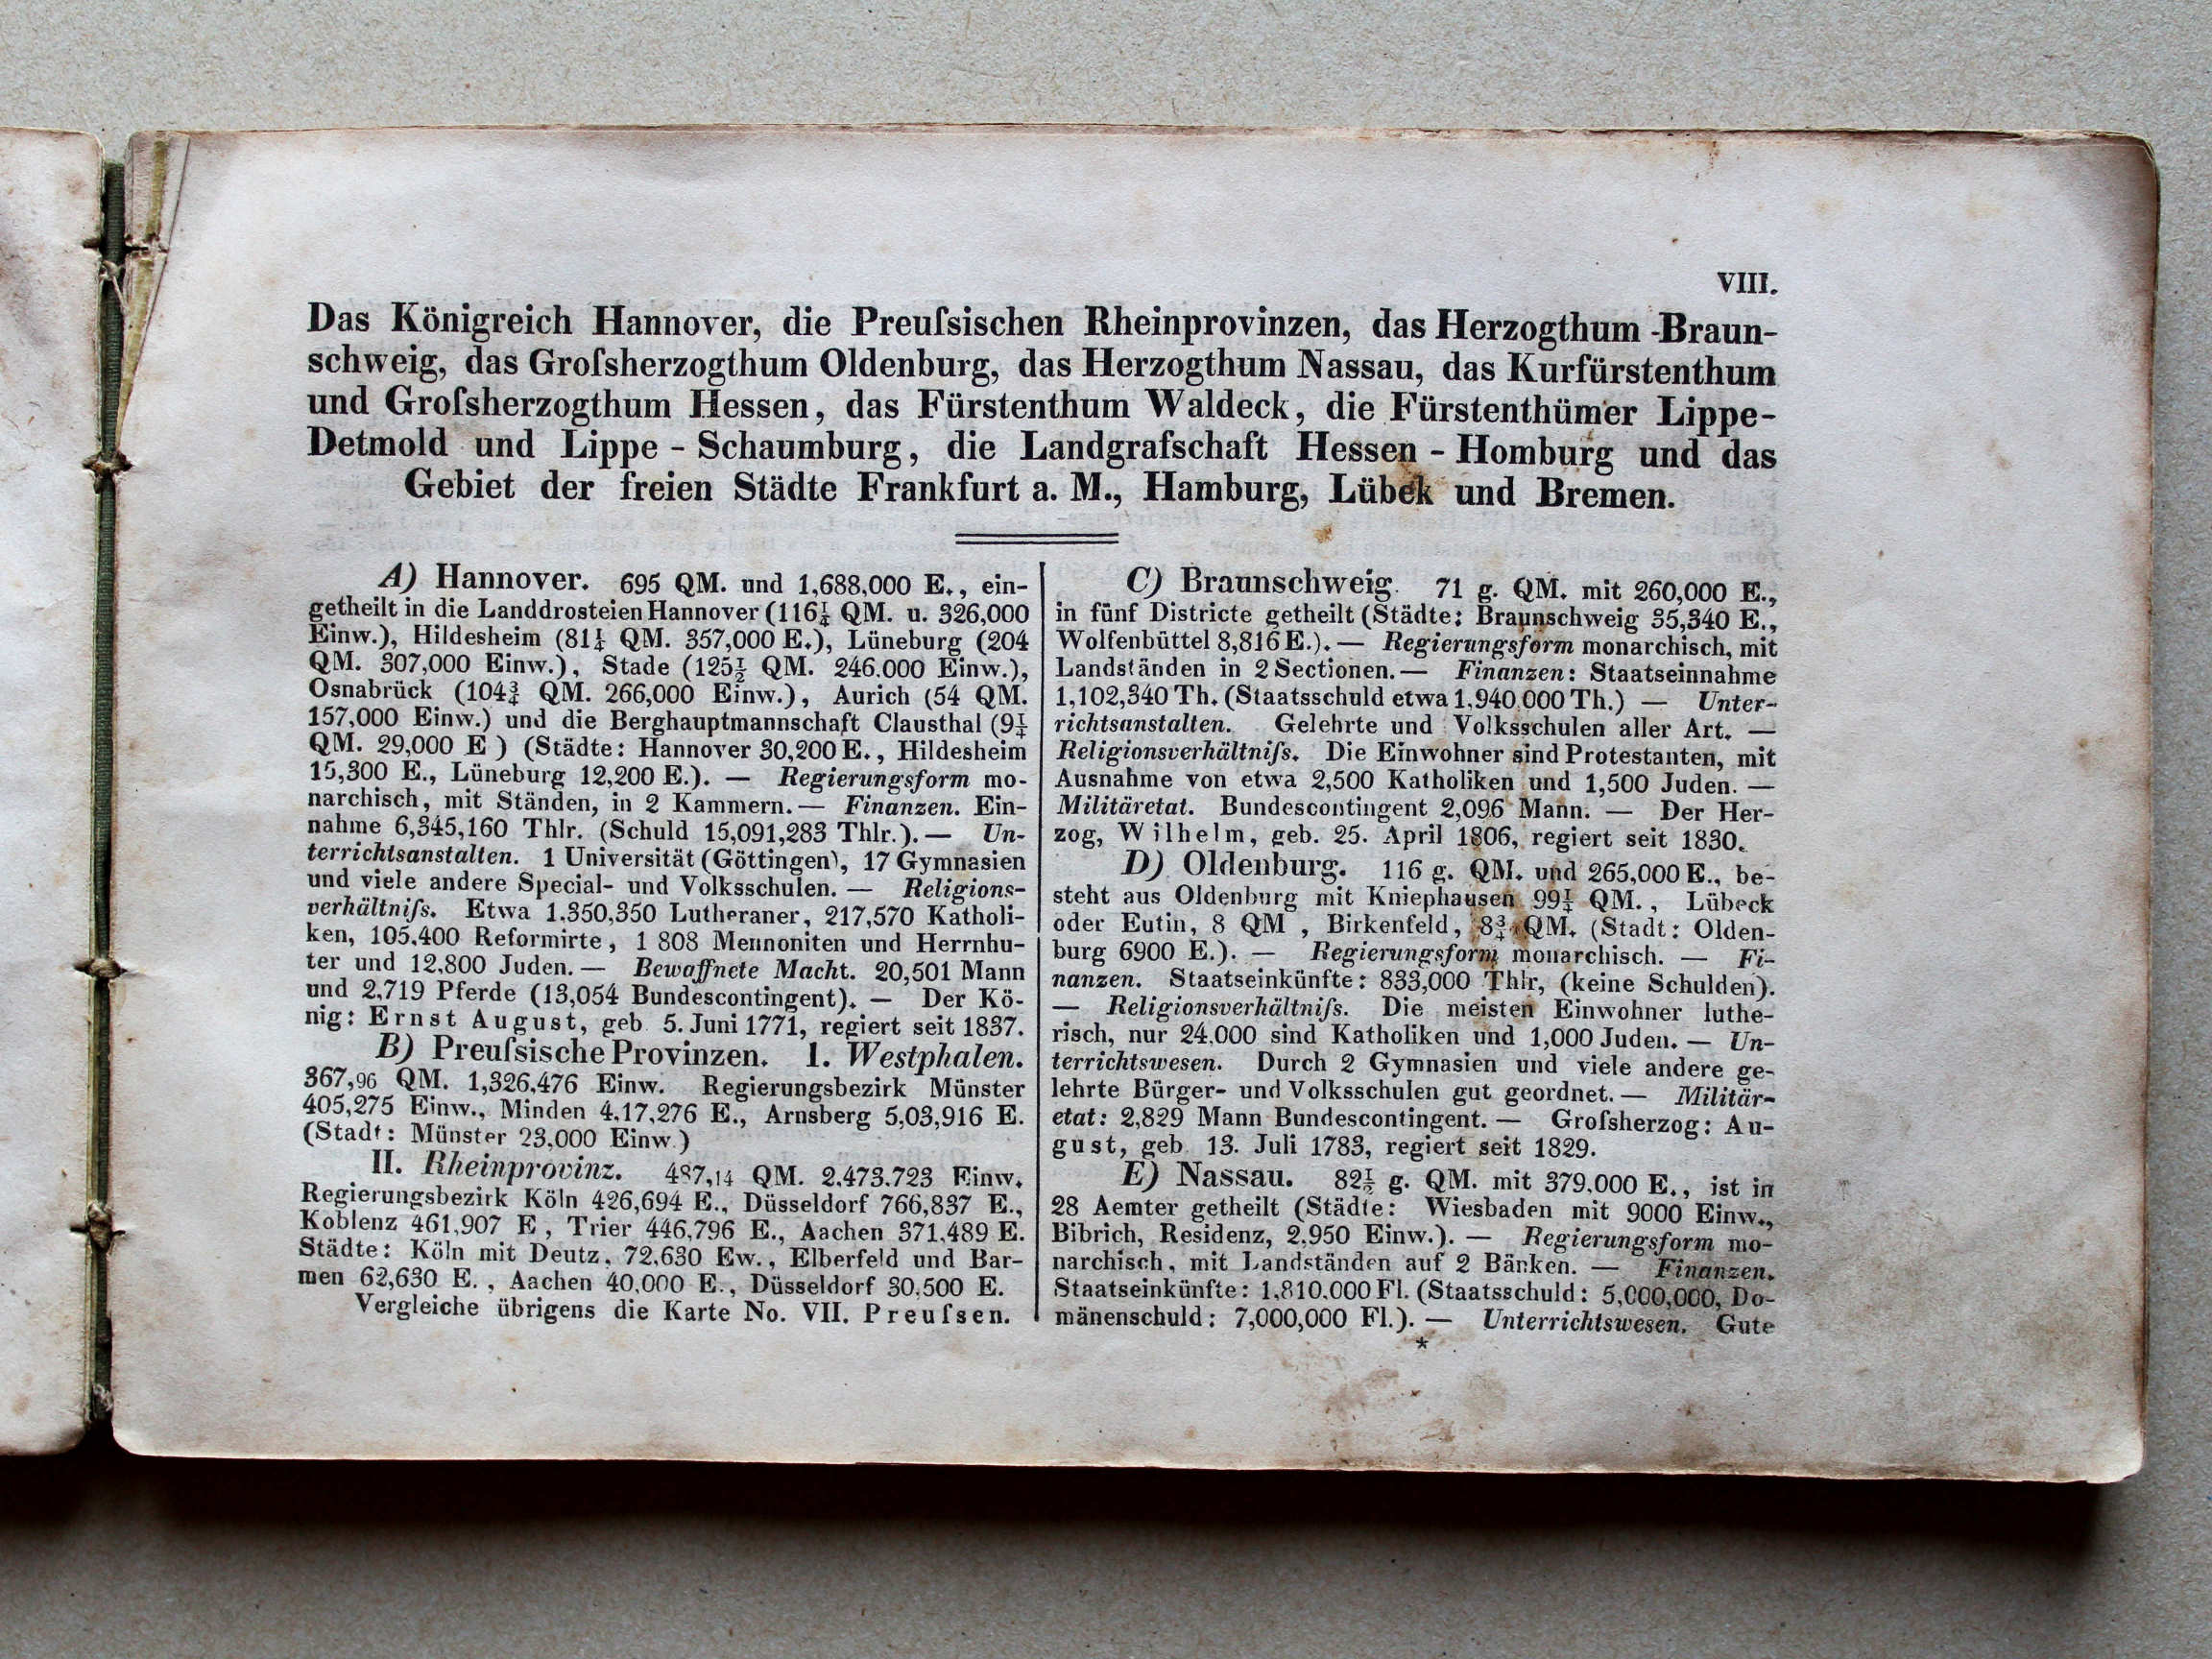 VIII.
Das Königreich Hannover, die Preuſsischen Rheinprovinzen, das Herzogthum -Braun-
schweig, das Groſsherzogthum Oldenburg, das Herzogthum Nassau, das Kurfürstenthum
und Groſsherzogthum Hessen, das Fürstenthum Waldeck, die Fürstenthümer Lippe-
Detmold und Lippe - Schaumburg, die Landgrafschaft Hessen - Homburg und das
Gebiet der freien Städte Frankfurt a. M., Hamburg, Lübek und Bremen.
A) Hannover. 695 QM. und 1,688,000 E., ein-
getheilt in die Landdrosteien Hannover (116¼ QM. u. 326,000
Einw.), Hildesheim (81¼ QM. 357,000 E.), Lüneburg (204
QM. 307,000 Einw.), Stade (125½ QM. 246.000 Einw.),
Osnabrück (104¾ QM. 266,000 Einw.), Aurich (54 QM.
157,000 Einw.) und die Berghauptmannschaft Clausthal (9¼
QM. 29,000 E ) (Städte: Hannover 30,200 E., Hildesheim
15,300 E., Lüneburg 12,200 E.). — Regierungsform mo-
narchisch, mit Ständen, in 2 Kammern. — Finanzen. Ein-
nahme 6,345,160 Thlr. (Schuld 15,091,283 Thlr.). — Un-
terrichtsanstalten. 1 Universität (Göttingen), 17 Gymnasien
und viele andere Special- und Volksschulen. — Religions-
verhältniſs. Etwa 1.350,350 Lutheraner, 217,570 Katholi-
ken, 105.400 Reformirte, 1 808 Mennoniten und Herrnhu-
ter und 12,800 Juden. — Bewaffnete Macht. 20,501 Mann
und 2,719 Pferde (13,054 Bundescontingent). — Der Kö-
nig: Ernst August, geb 5. Juni 1771, regiert seit 1837.
B) Preuſsische Provinzen. 1. Westphalen.
367,96 QM. 1,326,476 Einw. Regierungsbezirk Münster
405,275 Einw., Minden 4,17,276 E., Arnsberg 5,03,916 E.
(Stadt: Münster 23,000 Einw )
II. Rheinprovinz. 487,14 QM. 2.473.723 Einw.
Regierungsbezirk Köln 426,694 E., Düsseldorf 766,837 E.,
Koblenz 461,907 E , Trier 446,796 E., Aachen 371,489 E.
Städte: Köln mit Deutz, 72,630 Ew., Elberfeld und Bar-
men 62,630 E. , Aachen 40,000 E., Düsseldorf 30,500 E.
Vergleiche übrigens die Karte No. VII. Preuſsen.
C) Braunschweig. 71 g. QM. mit 260,000 E.,
in fünf Districte getheilt (Städte: Braunschweig 35,340 E.,
Wolfenbüttel 8,816 E.). — Regierungsform monarchisch, mit
Landständen in 2 Sectionen. — Finanzen: Staatseinnahme
1,102,340 Th. (Staatsschuld etwa 1,940,000 Th.) — Unter-
richtsanstalten. Gelehrte und Volksschulen aller Art. —
Religionsverhältniſs. Die Einwohner sind Protestanten, mit
Ausnahme von etwa 2,500 Katholiken und 1,500 Juden. —
Militäretat. Bundescontingent 2,096 Mann. — Der Her-
zog, Wilhelm, geb. 25. April 1806, regiert seit 1830.
D) Oldenburg. 116 g. QM. und 265,000 E., be-
steht aus Oldenburg mit Kniephausen 99¼ QM., Lübeck
oder Eutin, 8 QM , Birkenfeld, 8¾ QM. (Stadt: Olden-
burg 6900 E.). — Regierungsform monarchisch. — Fi-
nanzen. Staatseinkünfte: 833,000 Thlr, (keine Schulden).
— Religionsverhältniſs. Die meisten Einwohner luthe-
risch, nur 24.000 sind Katholiken und 1,000 Juden. — Un-
terrichtswesen. Durch 2 Gymnasien und viele andere ge-
lehrte Bürger- und Volksschulen gut geordnet. — Militär-
etat: 2,829 Mann Bundescontingent. — Groſsherzog: Au-
gust, geb 13. Juli 1783, regiert seit 1829.
E) Nassau. 82½ g. QM. mit 379,000 E., ist in
28 Aemter getheilt (Städte: Wiesbaden mit 9000 Einw.,
Bibrich, Residenz, 2,950 Einw.). — Regierungsform mo-
narchisch, mit Landständen auf 2 Bänken. — Finanzen.
Staatseinkünfte: 1,810,000 Fl. (Staatsschuld: 5,000,000, Do-
mänenschuld: 7,000,000 Fl.). — Unterrichtswesen. Gute
*